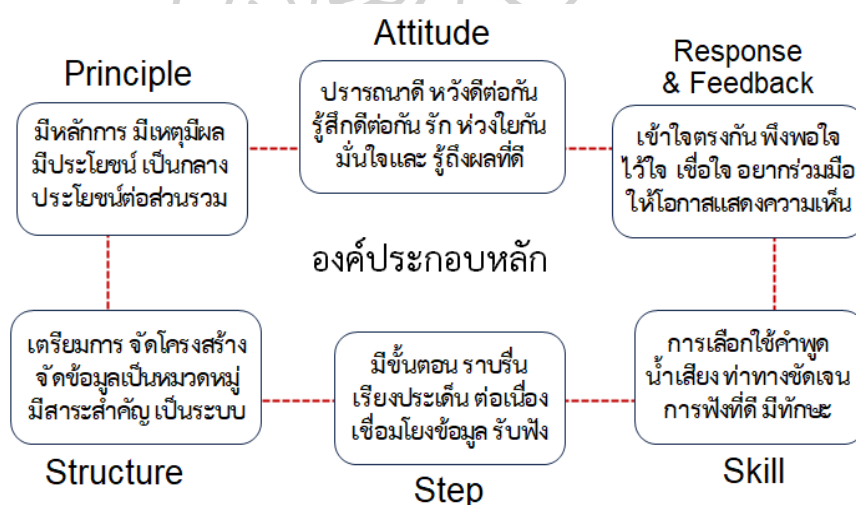 Principle
มีหลักการ มีเหตุมีผล
มีประโยชน์ เป็นกลาง
ประโยชน์ต่อส่วนรวม
Attitude
ปรารถนาดี หวังดีต่อกัน
รู้สึกดีต่อกัน รัก ห่วงใยกัน
มั่นใจและ รู้ถึงผลที่ดี
Response
& Feedback
เข้าใจตรงกัน พึงพอใจ
ไว้ใจ เชื่อใจ อยากร่วมมือ
ให้โอกาสแสดงความเห็น
องค์ประกอบหลัก
เตรียมการ จัดโครงสร้าง
จัดข้อมูลเป็นหมวดหมู่
มีสาระสำคัญ เป็นระบบ
Structure
มีขั้นตอน ราบรื่น
เรียงประเด็น ต่อเนื่อง
เชื่อมโยงข้อมูล รับฟัง
Step
การเลือกใช้คำพูด
น้ำเสียง ท่าทางชัดเจน
การฟังที่ดี มีทักษะ
Skill